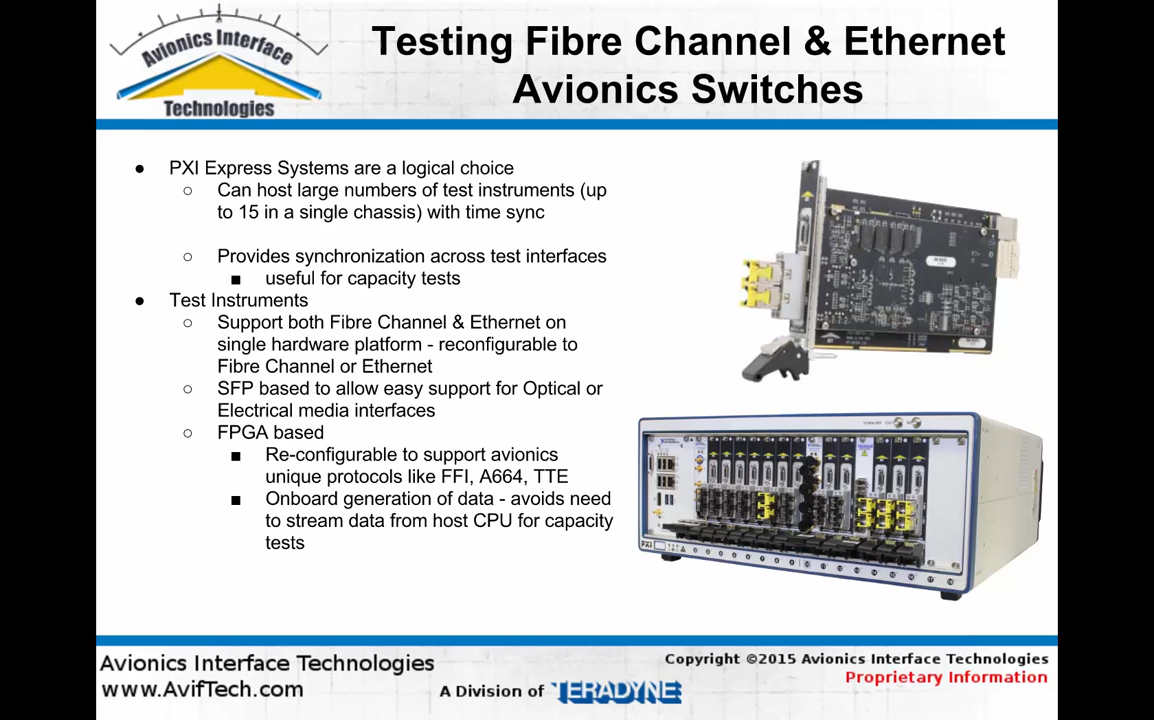 Avionics Interface
Technologies
Testing Fibre Channel & Ethernet
Avionics Switches
● PXI Express Systems are a logical choice
○ Can host large numbers of test instruments (up
to 15 in a single chassis) with time sync
○ Provides synchronization across test interfaces
■ useful for capacity tests
● Test Instruments
○ Support both Fibre Channel & Ethernet on
single hardware platform - reconfigurable to
Fibre Channel or Ethernet
○ SFP based to allow easy support for Optical or
Electrical media interfaces
○ FPGA based
■ Re-configurable to support avionics
unique protocols like FFI, A664, TTE
■ Onboard generation of data - avoids need
to stream data from host CPU for capacity
tests
PXI
Avionics Interface Technologies
www.AvifTech.com
A Division of TERADYNE
Copyright ©2015 Avionics Interface Technologies
Proprietary Information